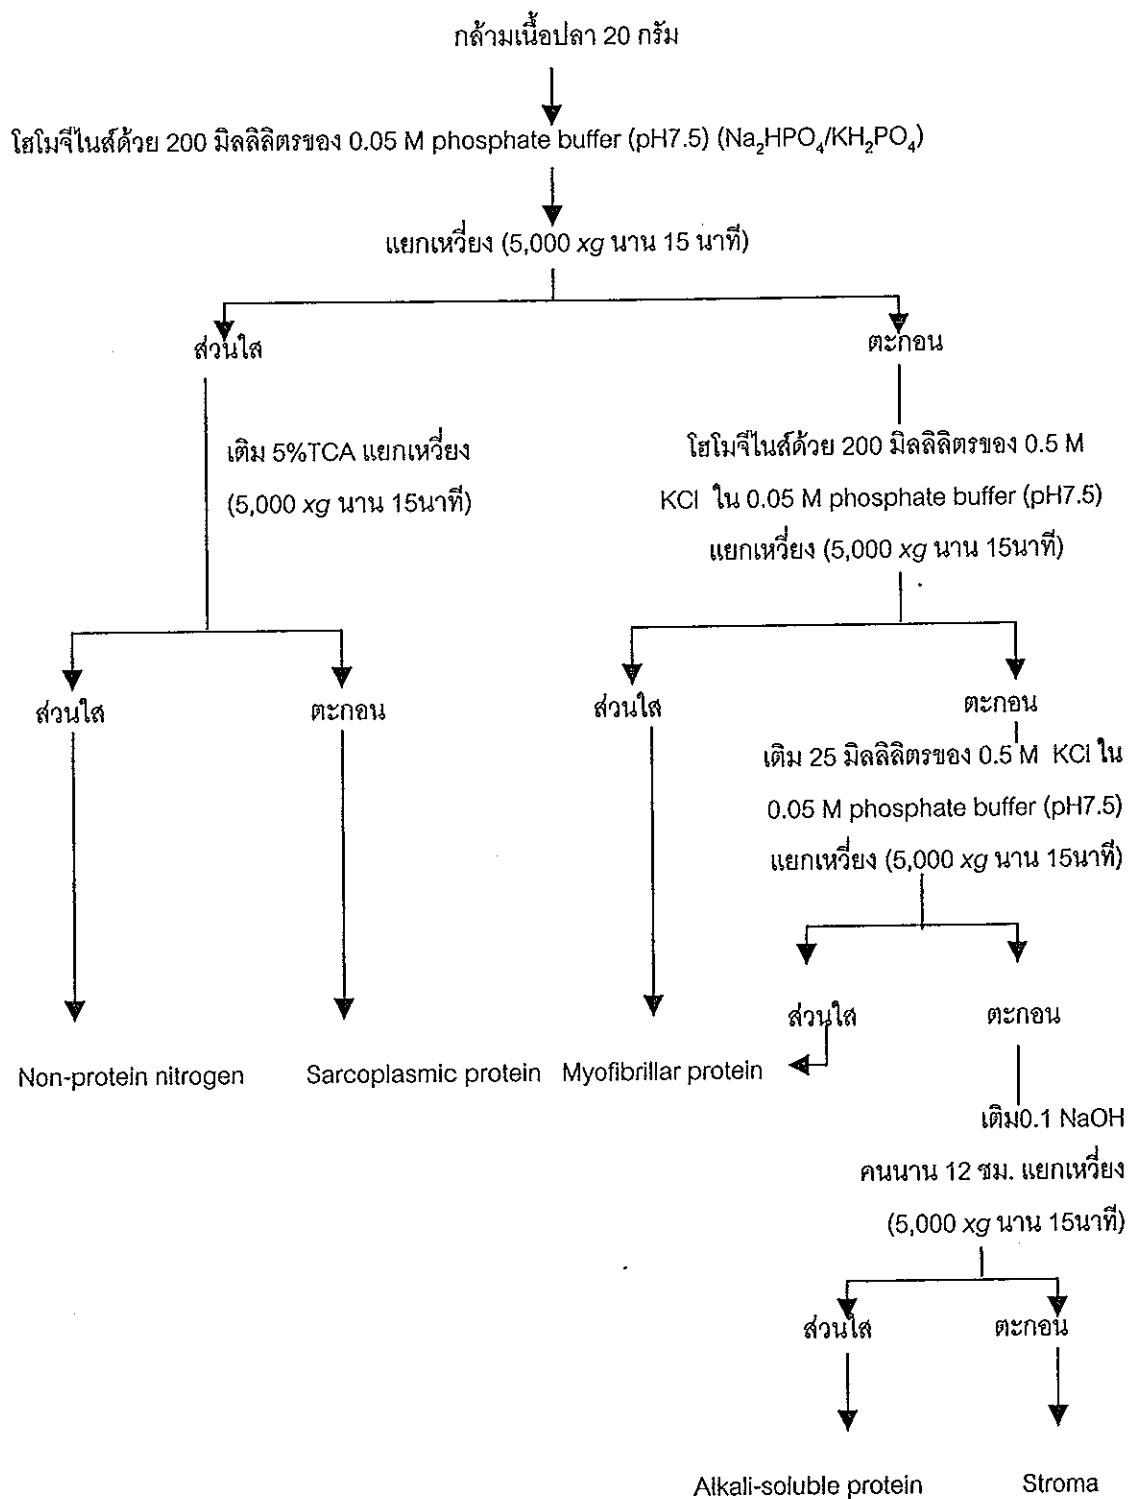 กล้ามเนื้อปลา 20 กรัม
โฮโมจีไนส์ด้วย 200 มิลลิลิตรของ 0.05 M phosphate buffer (pH7.5) (Na₂HPO₄/KH₂PO₄)
แยกเหวี่ยง (5,000 xg นาน 15 นาที)
ส่วนใส
ตะกอน
เติม 5%TCA แยกเหวี่ยง
(5,000 xg นาน 15นาที)
โฮโมจีไนส์ด้วย 200 มิลลิลิตรของ 0.5 M
KCl ใน 0.05 M phosphate buffer (pH7.5)
แยกเหวี่ยง (5,000 xg นาน 15นาที)
ส่วนใส
ตะกอน
ส่วนใส
ตะกอน
เติม 25 มิลลิลิตรของ 0.5 M KCl ใน
0.05 M phosphate buffer (pH7.5)
แยกเหวี่ยง (5,000 xg นาน 15นาที)
ส่วนใส
ตะกอน
Non-protein nitrogen
Sarcoplasmic protein
Myofibrillar protein
เติม0.1 NaOH
คนนาน 12 ชม. แยกเหวี่ยง
(5,000 xg นาน 15นาที)
ส่วนใส
ตะกอน
Alkali-soluble protein
Stroma